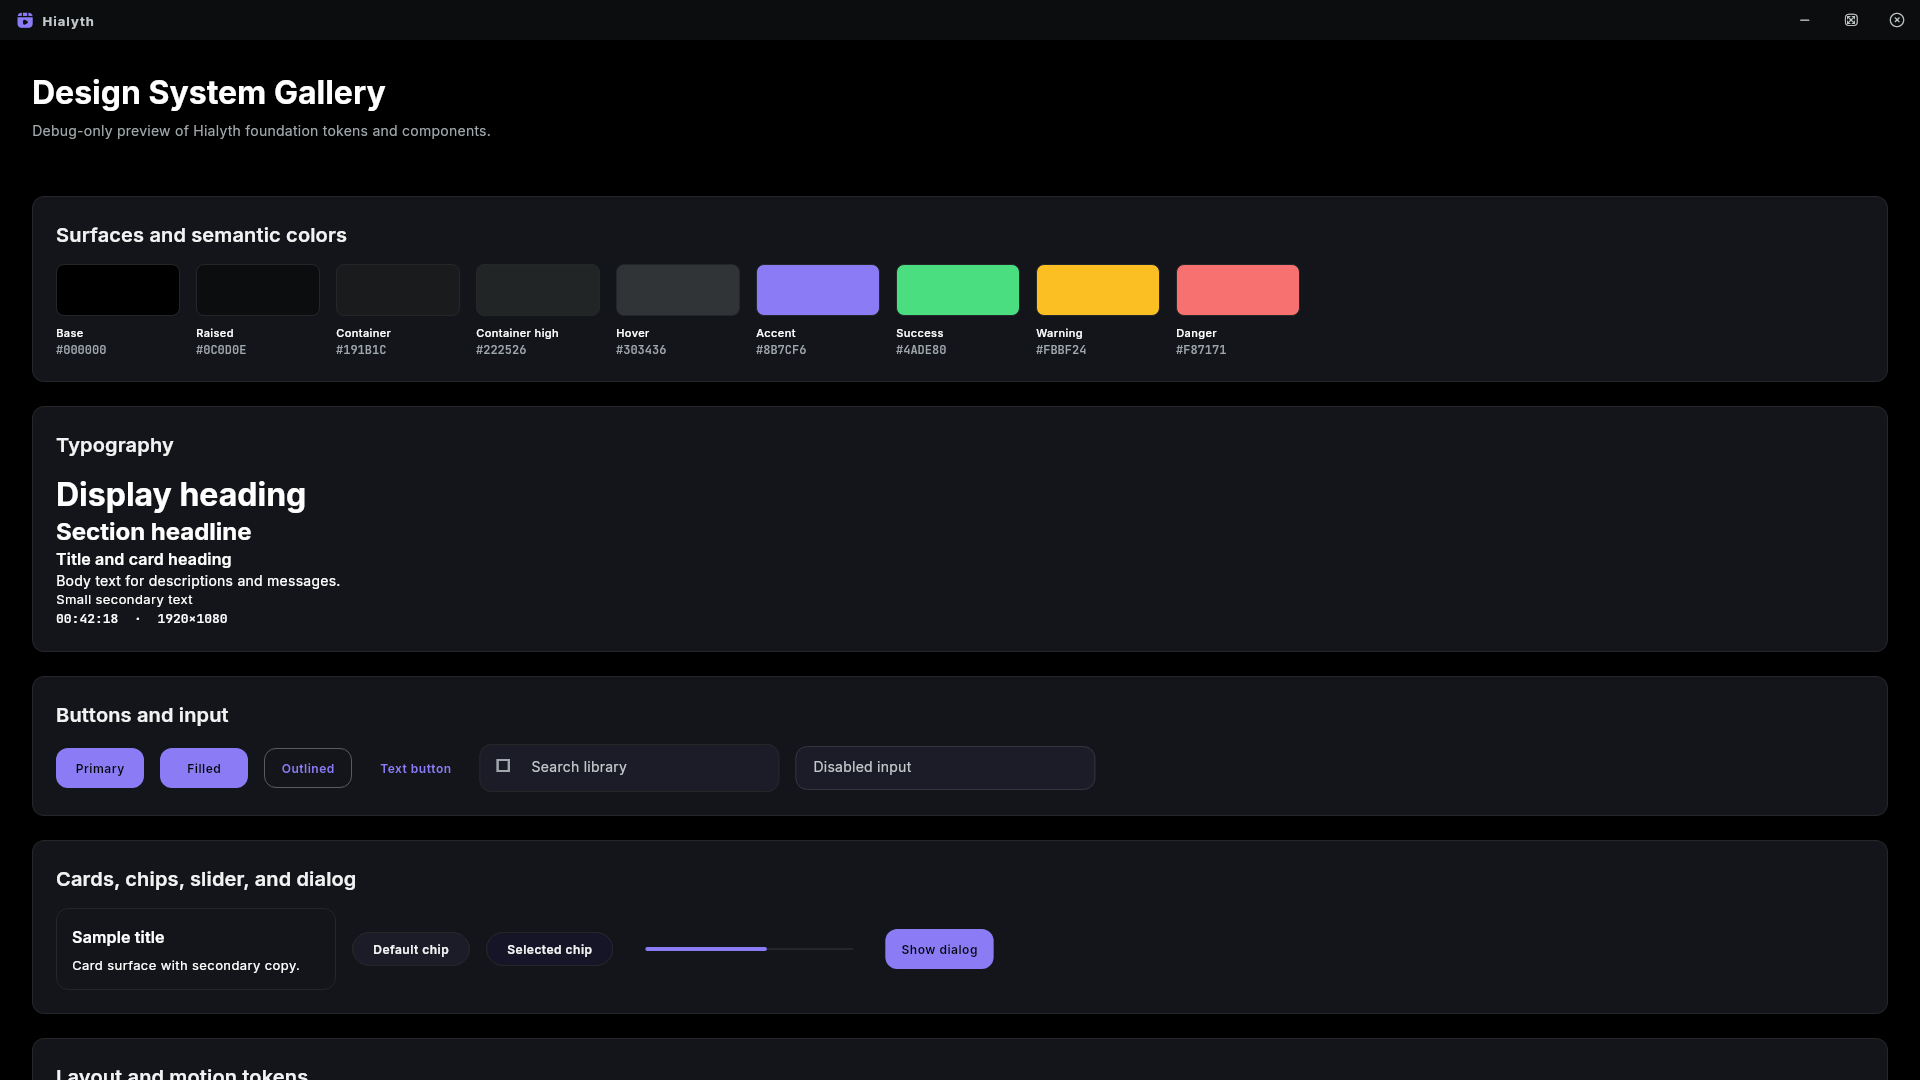 Hialyth
Design System Gallery
Debug-only preview of Hialyth foundation tokens and components.
Surfaces and semantic colors
Base
#000000
Raised
#0C0D0E
Container
#191B1C
Container high
#222526
Hover
#303436
Accent
#8B7CF6
Success
#4ADE80
Warning
#FBBF24
Danger
#F87171
Typography
Display heading
Section headline
Title and card heading
Body text for descriptions and messages.
Small secondary text
00:42:18 · 1920×1080
Buttons and input
Primary
Filled
Outlined
Text button
Search library
Disabled input
Cards, chips, slider, and dialog
Sample title
Card surface with secondary copy.
Default chip
Selected chip
Show dialog
Layout and motion tokens